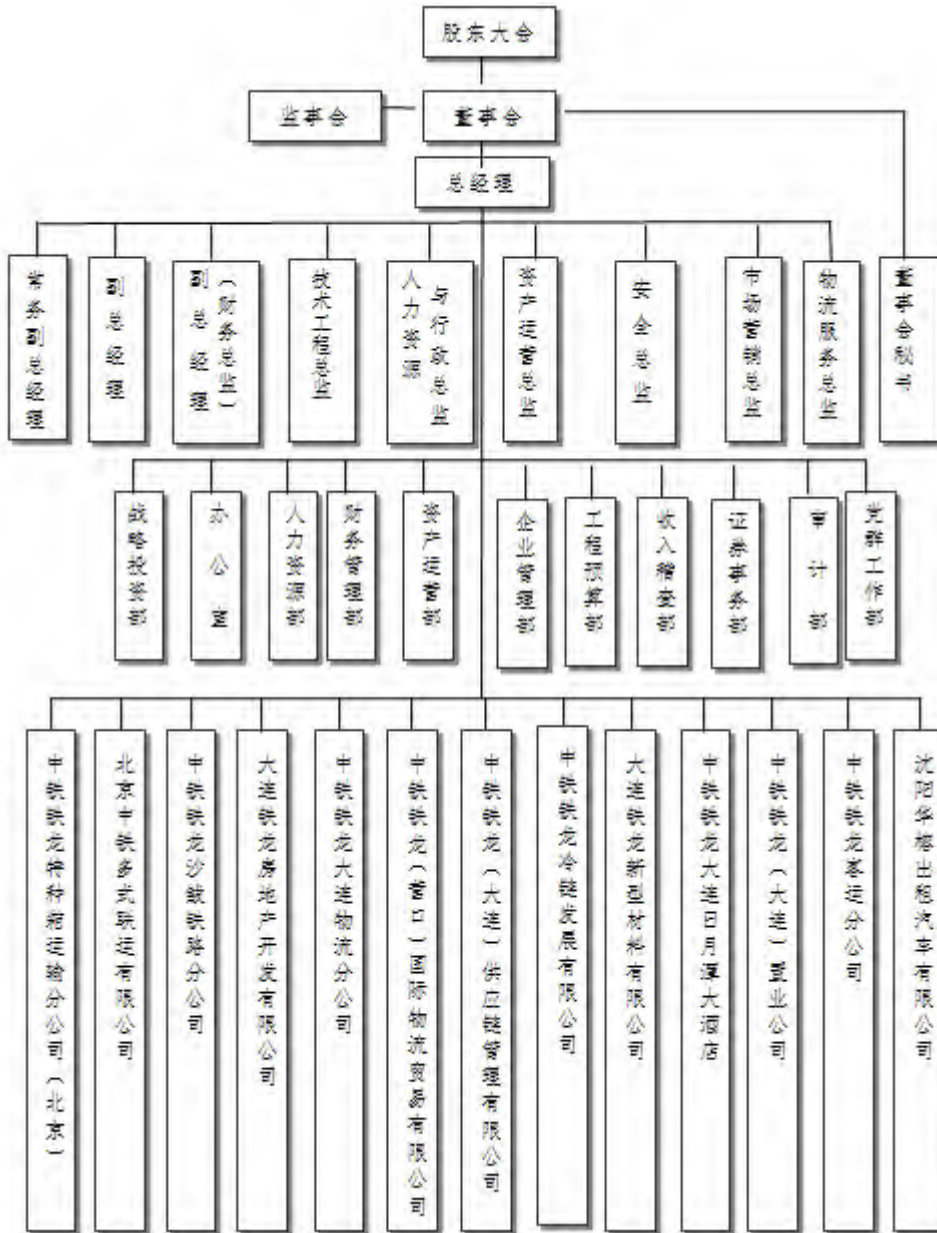 股东大会
监事会
董事会
总经理
常务副总经理
副总经理
副总经理
(财务总监)
技术工程总监
人力资源
与行政总监
资产运营总监
安全总监
市场营销总监
物流服务总监
董事会秘书
战略投资部
办公室
人力资源部
财务管理部
资产运营部
企业管理部
工程预算部
收入稽查部
证券事务部
审计部
党群工作部
中铁铁龙特种箱运输分公司(北京)
北京中铁多式联运有限公司
中铁铁龙沙鲅铁路分公司
大连铁龙房地产开发有限公司
中铁铁龙大连物流分公司
中铁铁龙(营口)国际物流贸易有限公司
中铁铁龙(大连)供应链管理有限公司
中铁铁龙冷链发展有限公司
大连铁龙新型材料有限公司
中铁铁龙大连日月潭大酒店
中铁铁龙(大连)置业公司
中铁铁龙客运分公司
沈阳华榕出租汽车有限公司